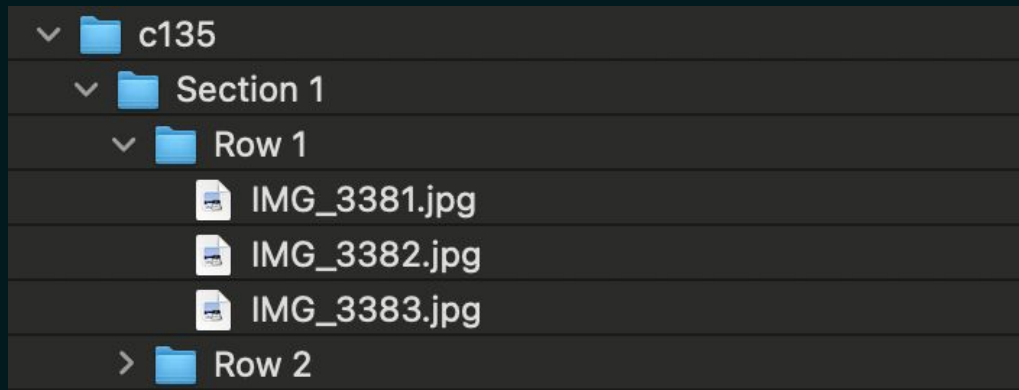 c135
Section 1
Row 1
IMG_3381.jpg
IMG_3382.jpg
IMG_3383.jpg
Row 2